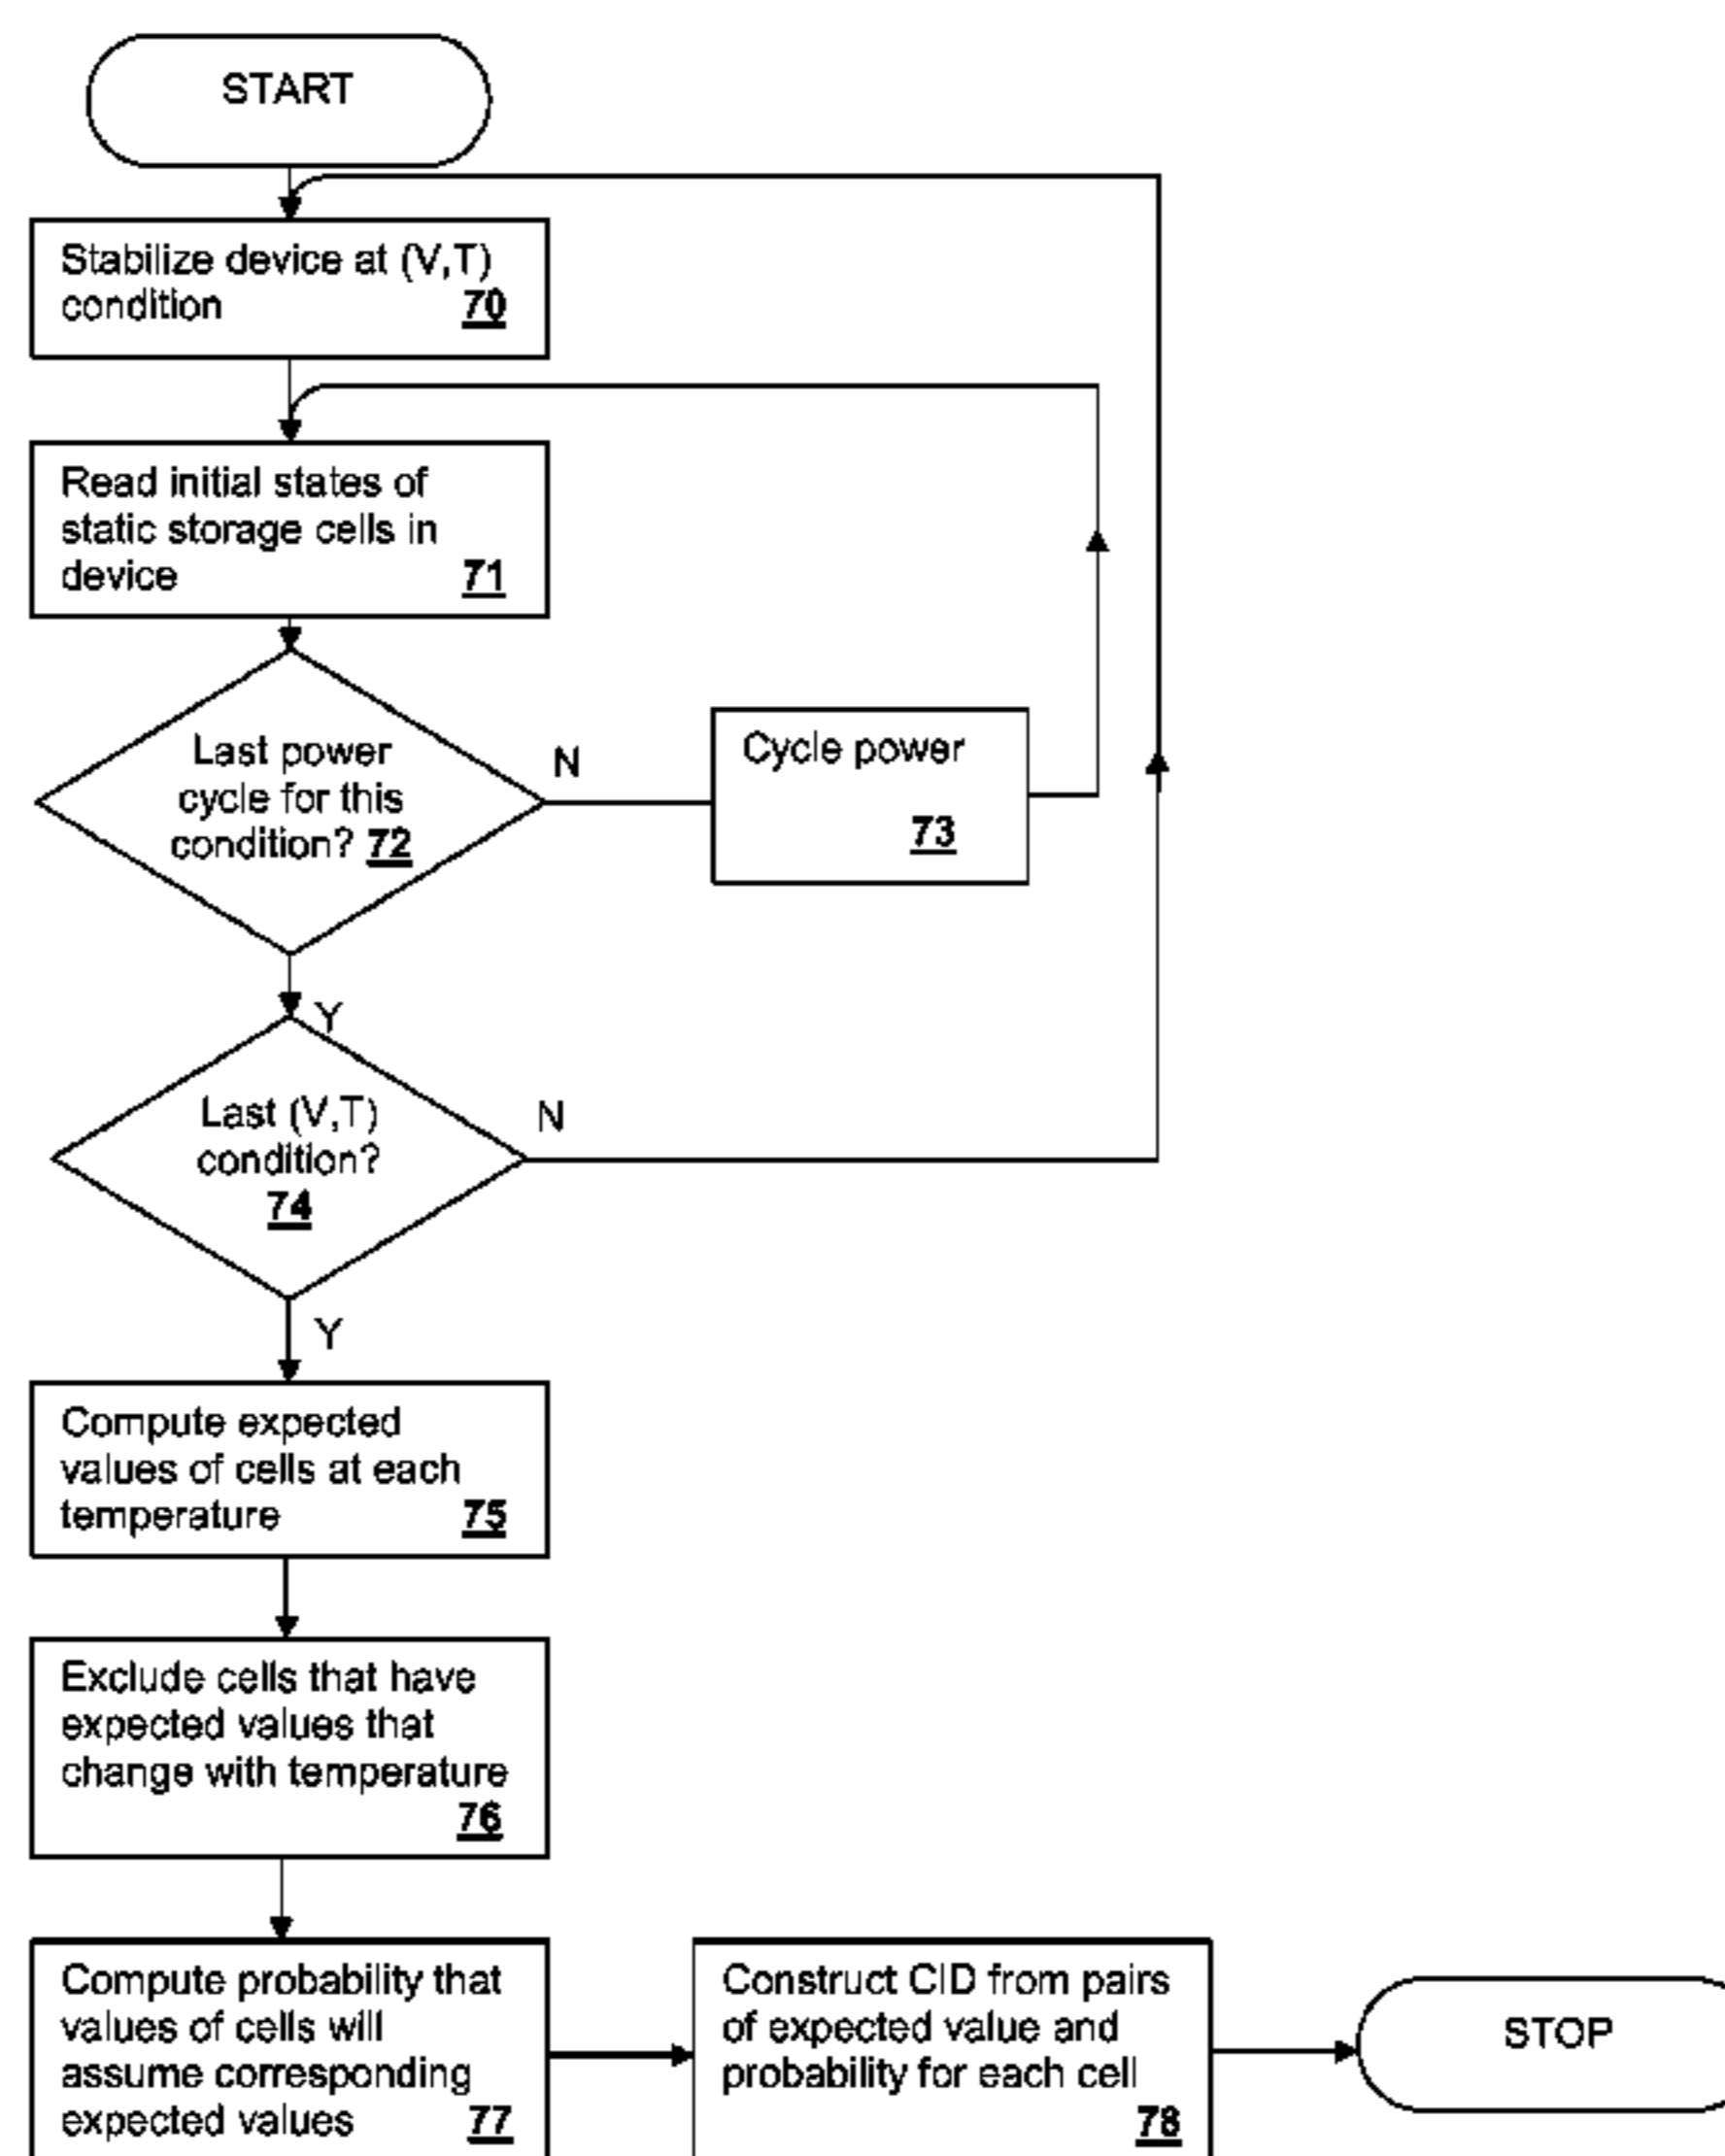 START
Stabilize device at (V,T)
condition 70
Read initial states of
static storage cells in
device 71
Last power
cycle for this
condition? 72
N
Cycle power
73
Y
Last (V,T)
condition?
74
N
Y
Compute expected
values of cells at each
temperature 75
Exclude cells that have
expected values that
change with temperature
76
Compute probability that
values of cells will
assume corresponding
expected values 77
Construct CID from pairs
of expected value and
probability for each cell
78
STOP